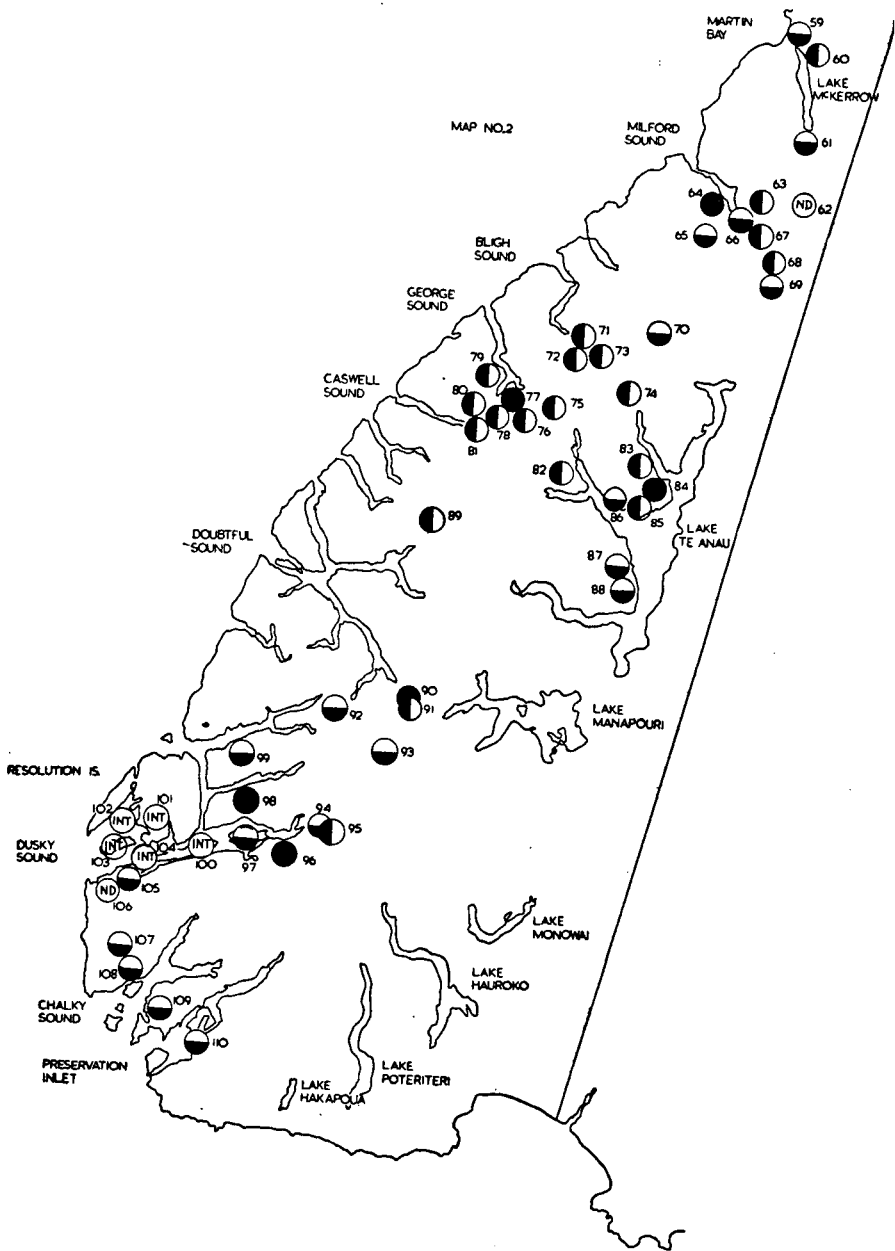 MARTIN
BAY
59
60
LAKE
McKERROW
MAP NO.2
MILFORD
SOUND
61
64
63
ND
62
65
66
67
68
69
BLIGH
SOUND
GEORGE
SOUND
71
70
72
73
79
CASWELL
SOUND
80
77
75
74
78
76
81
82
83
84
86
85
89
DOUBTFUL
SOUND
LAKE
TE ANAU
87
88
90
91
LAKE
MANAPOURI
92
93
99
RESOLUTION IS.
102
101
INT
INT
98
94
95
DUSKY
SOUND
INT
103
104
INT
INT
100
97
96
105
ND
106
107
108
LAKE
MONOWAI
LAKE
HAUROKO
CHALKY
SOUND
109
110
PRESERVATION
INLET
LAKE
POTERITERI
LAKE
HAKAPOUA